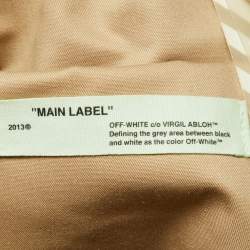 "MAIN LABEL"
2013® OFF-WHITE c/o VIRGIL ABLOH™
Defining the grey area between black
and white as the color Off-White™